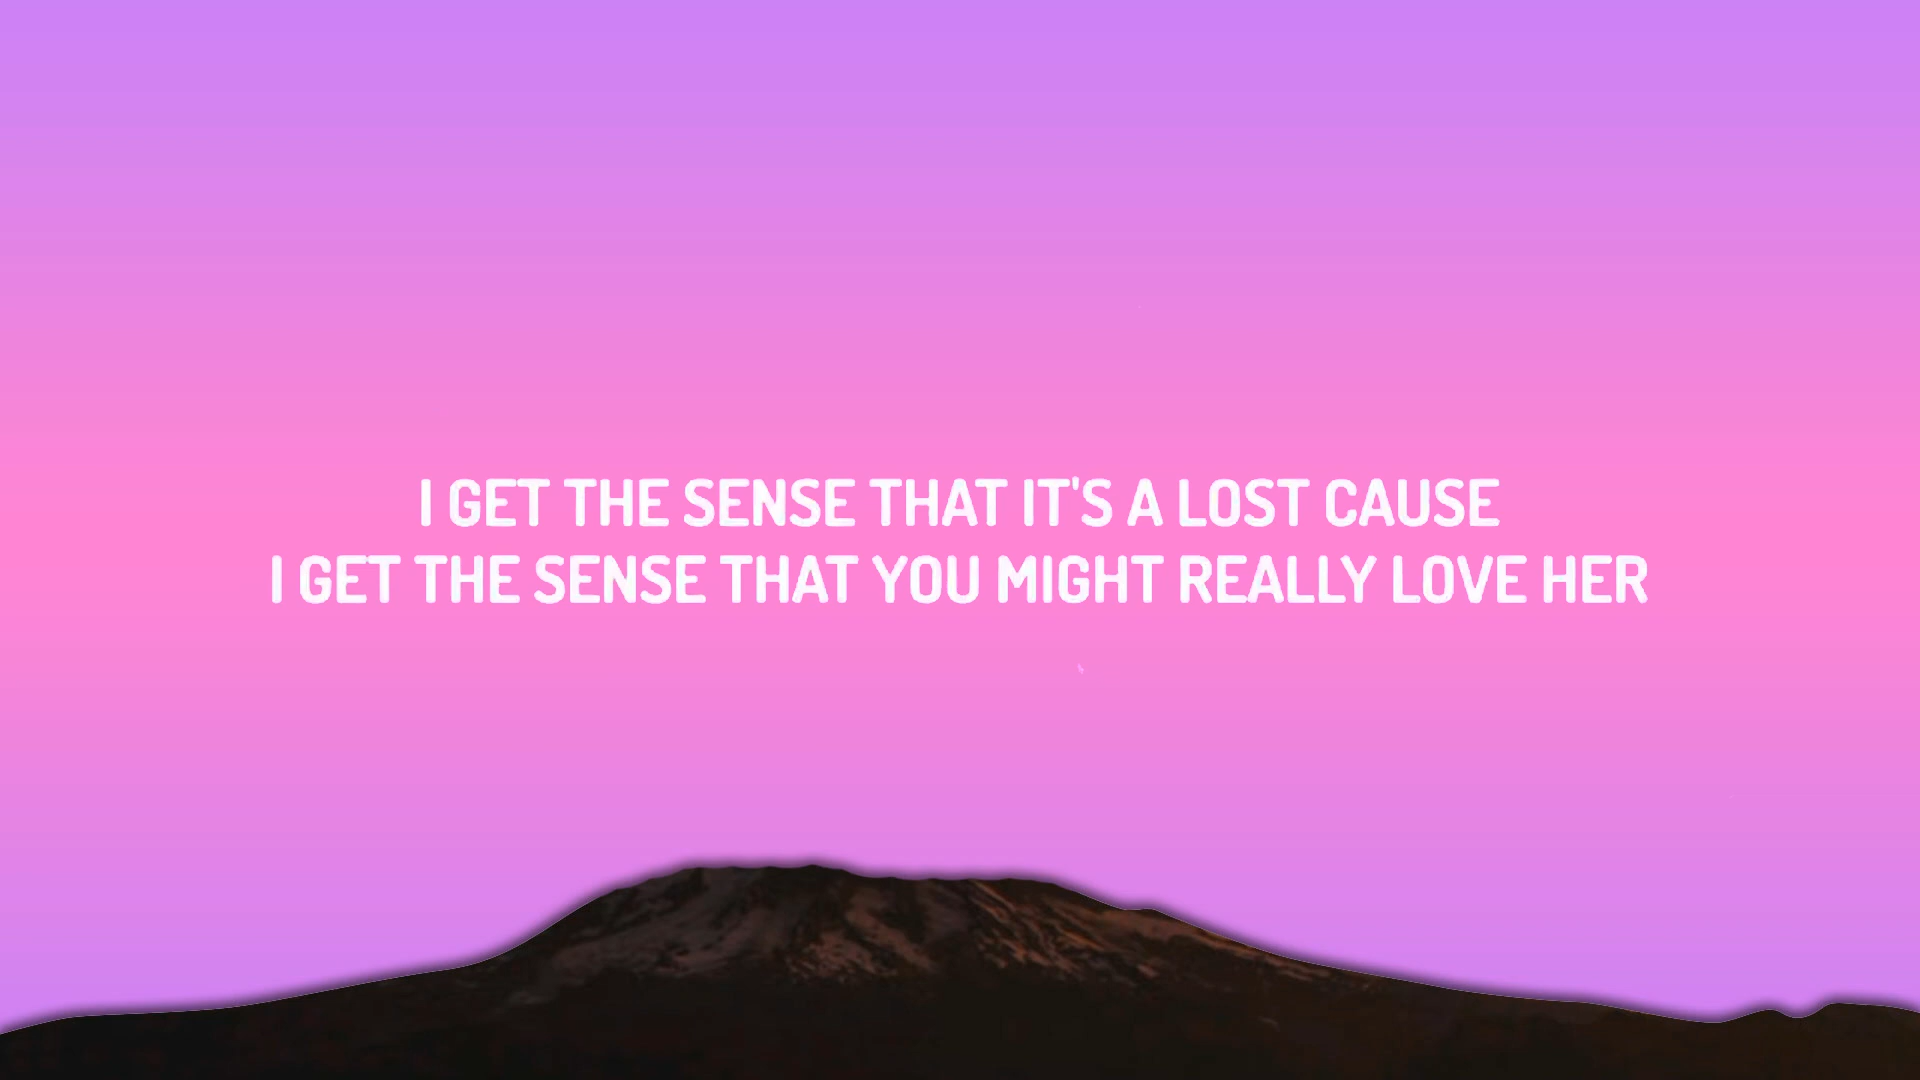 I GET THE SENSE THAT IT'S A LOST CAUSE
I GET THE SENSE THAT YOU MIGHT REALLY LOVE HER